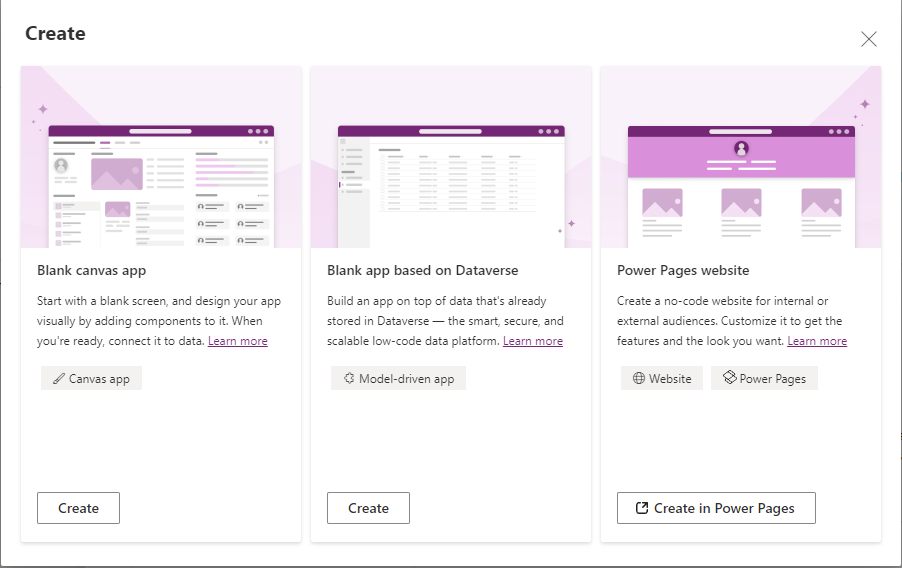 Create
Blank canvas app
Start with a blank screen, and design your app
visually by adding components to it. When
you're ready, connect it to data. Learn more
Canvas app
Create
Blank app based on Dataverse
Build an app on top of data that's already
stored in Dataverse — the smart, secure, and
scalable low-code data platform. Learn more
Model-driven app
Create
Power Pages website
Create a no-code website for internal or
external audiences. Customize it to get the
features and the look you want. Learn more
Website
Power Pages
Create in Power Pages